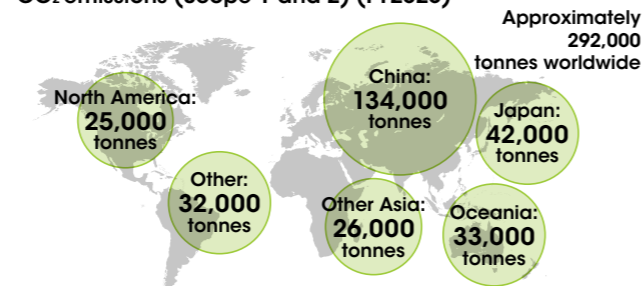 Approximately
292,000
tonnes worldwide
North America:
25,000
tonnes
China:
134,000
tonnes
Japan:
42,000
tonnes
Other:
32,000
tonnes
Other Asia:
26,000
tonnes
Oceania:
33,000
tonnes